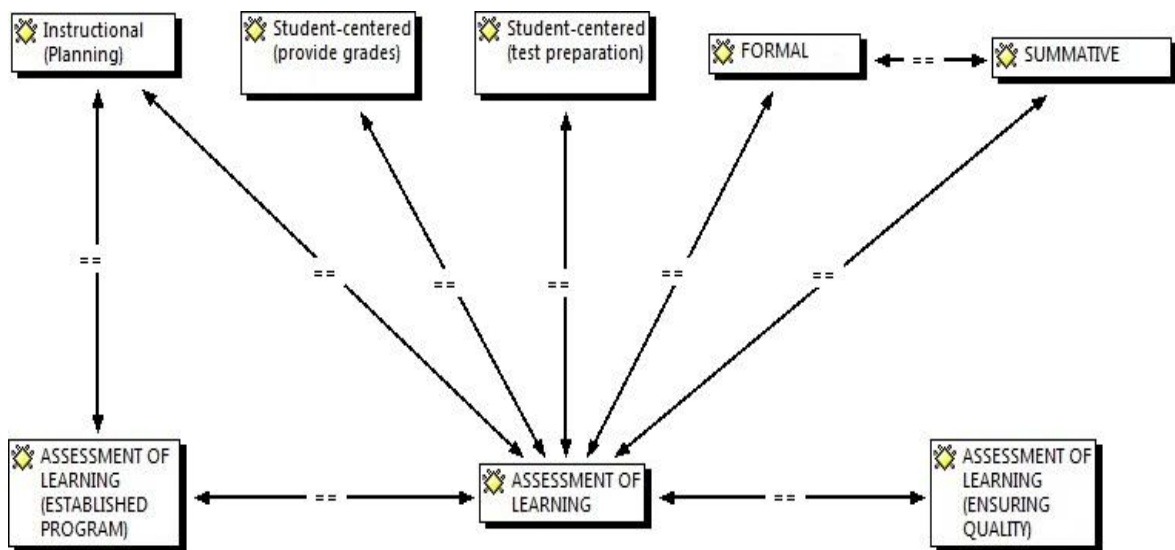 Instructional
(Planning)
Student-centered
(provide grades)
Student-centered
(test preparation)
FORMAL
==
SUMMATIVE
==
==
==
==
==
==
ASSESSMENT OF
LEARNING
(ESTABLISHED
PROGRAM)
==
ASSESSMENT OF
LEARNING
==
ASSESSMENT OF
LEARNING
(ENSURING
QUALITY)